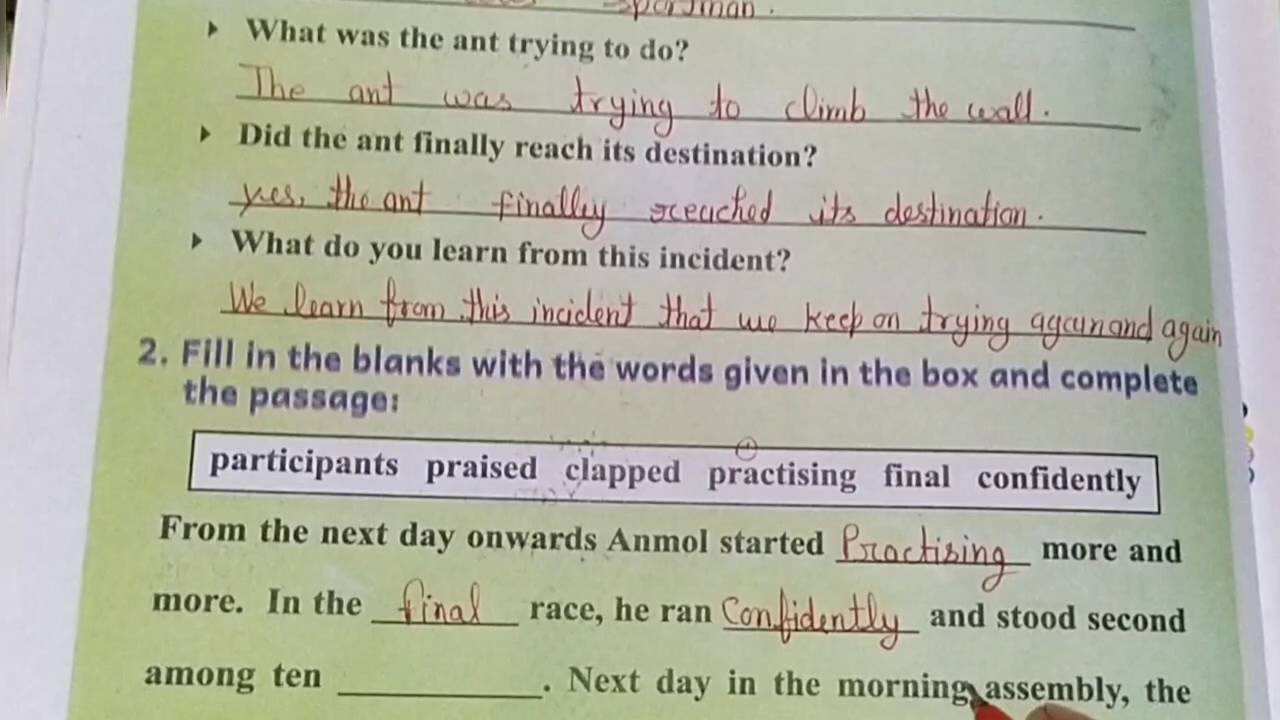 sportman.
What was the ant trying to do?
The ant was trying to climb the wall.
Did the ant finally reach its destination?
yes, the ant finally reached its destination.
What do you learn from this incident?
We learn from this incident that we keep on trying again and again
2. Fill in the blanks with the words given in the box and complete
the passage:
participants praised clapped practising final confidently
From the next day onwards Anmol started Practising more and
more. In the final race, he ran Confidently and stood second
among ten __________. Next day in the morning assembly, the